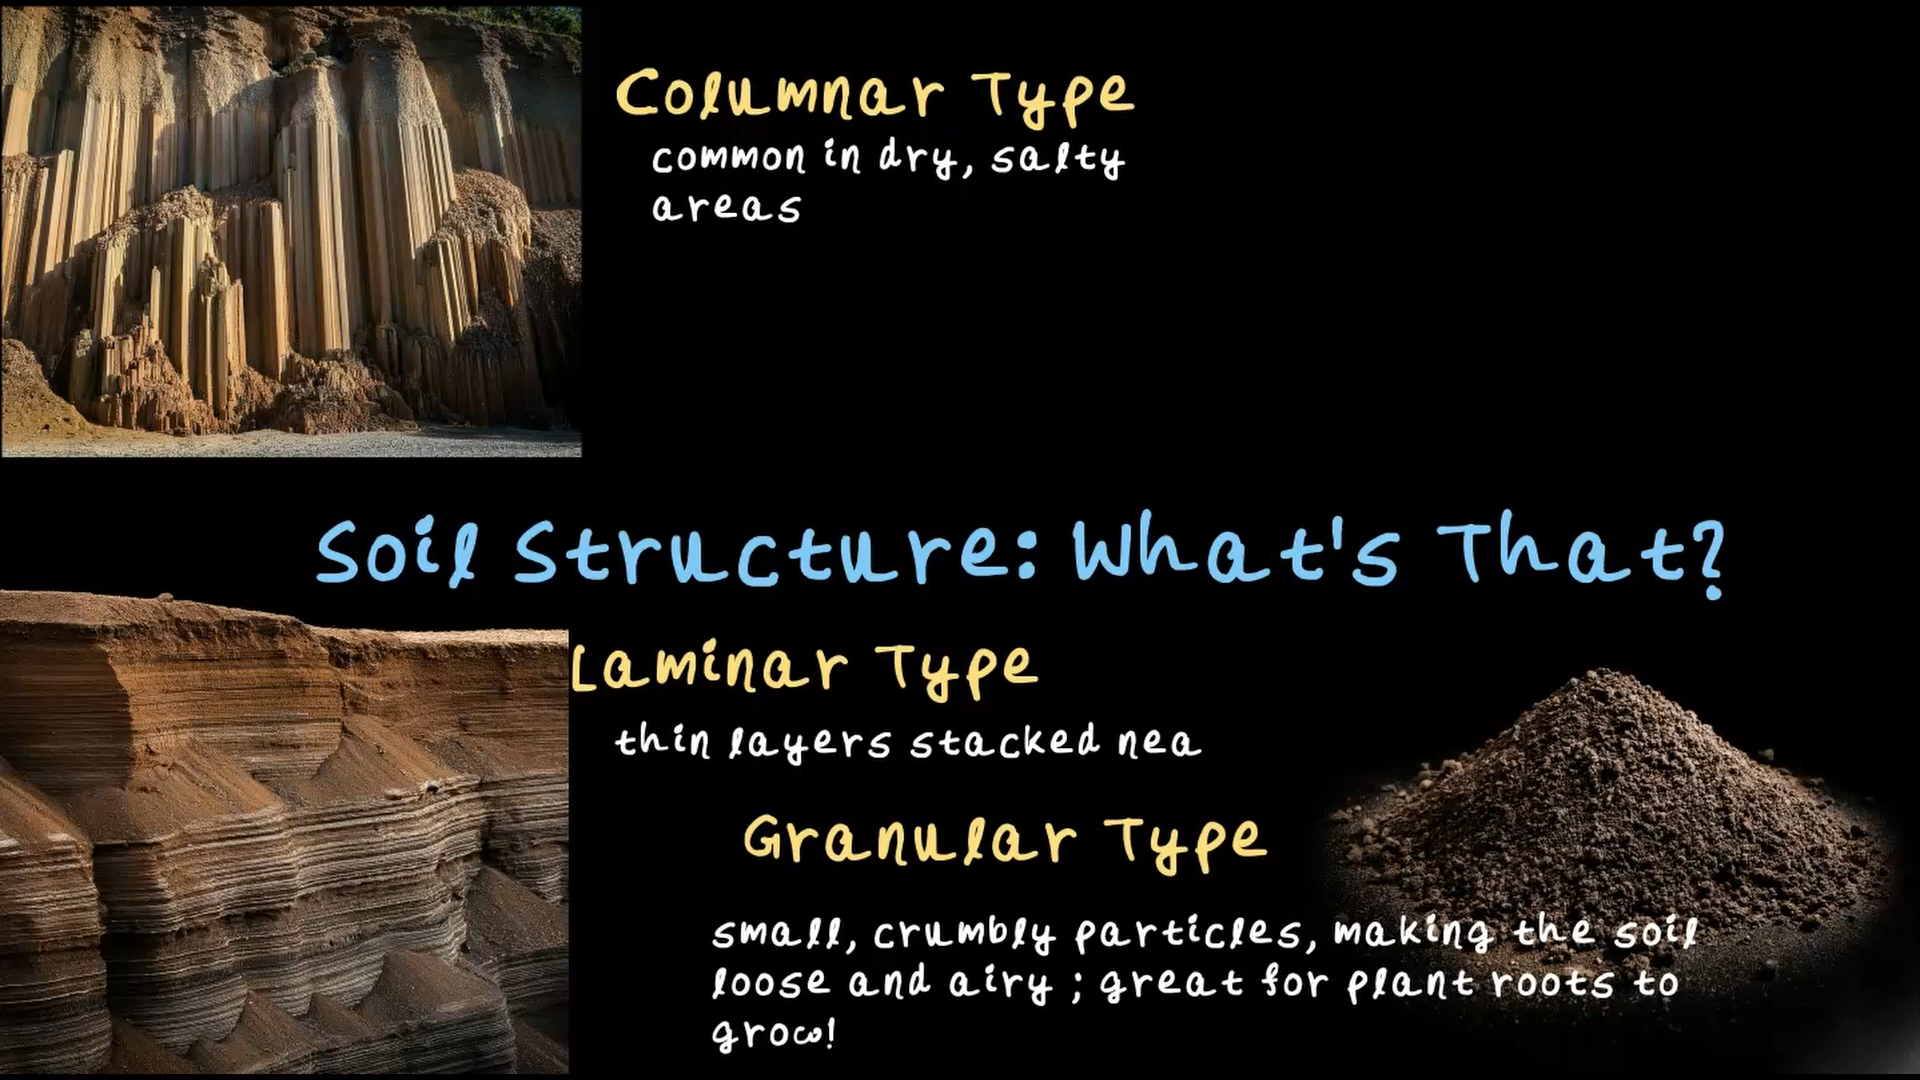 Columnar Type
common in dry, salty
areas
Soil Structure: What's That?
Laminar Type
thin layers stacked nea
Granular Type
small, crumbly particles, making the soil
loose and airy ; great for plant roots to
grow!